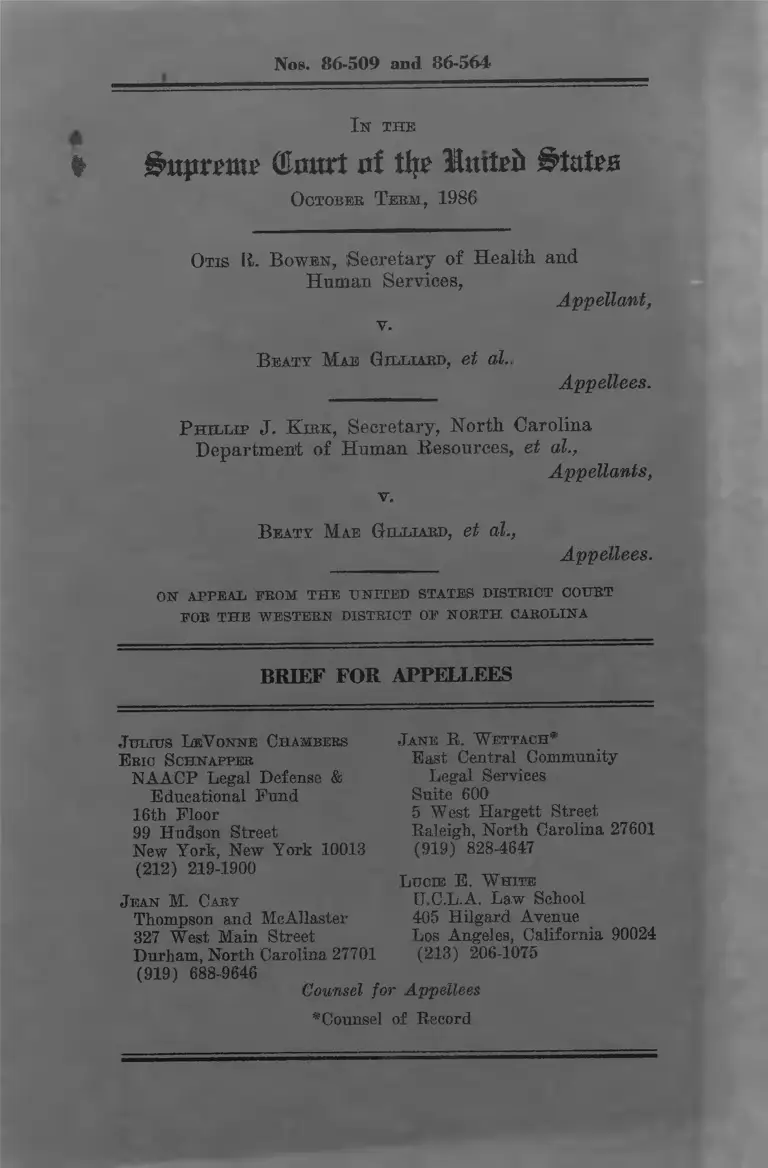 Nos. 86-509 and 86-564
IN THE
Supreme Court of the United States
OCTOBER TERM, 1986
OTIS R. BOWEN, Secretary of Health and
Human Services,
Appellant,
v.
BEATY MAE GILLIARD, et al.
Appellees.
PHILLIP J. KIRK, Secretary, North Carolina
Department of Human Resources, et al.,
Appellants,
v.
BEATY MAE GILLIARD, et al.,
Appellees.
ON APPEAL FROM THE UNITED STATES DISTRICT COURT
FOR THE WESTERN DISTRICT OF NORTH CAROLINA
BRIEF FOR APPELLEES
JULIUS LEVONNE CHAMBERS
ERIC SCHNAPPER
NAACP Legal Defense &
Educational Fund
16th Floor
99 Hudson Street
New York, New York 10013
(212) 219-1900
JEAN M. CARY
Thompson and McAllaster
327 West Main Street
Durham, North Carolina 27701
(919) 688-9646
JANE R. WETTACH*
East Central Community
Legal Services
Suite 600
5 West Hargett Street
Raleigh, North Carolina 27601
(919) 828-4647
LUCIE E. WHITE
U.C.L.A. Law School
405 Hilgard Avenue
Los Angeles, California 90024
(213) 206-1075
Counsel for Appellees
*Counsel of Record